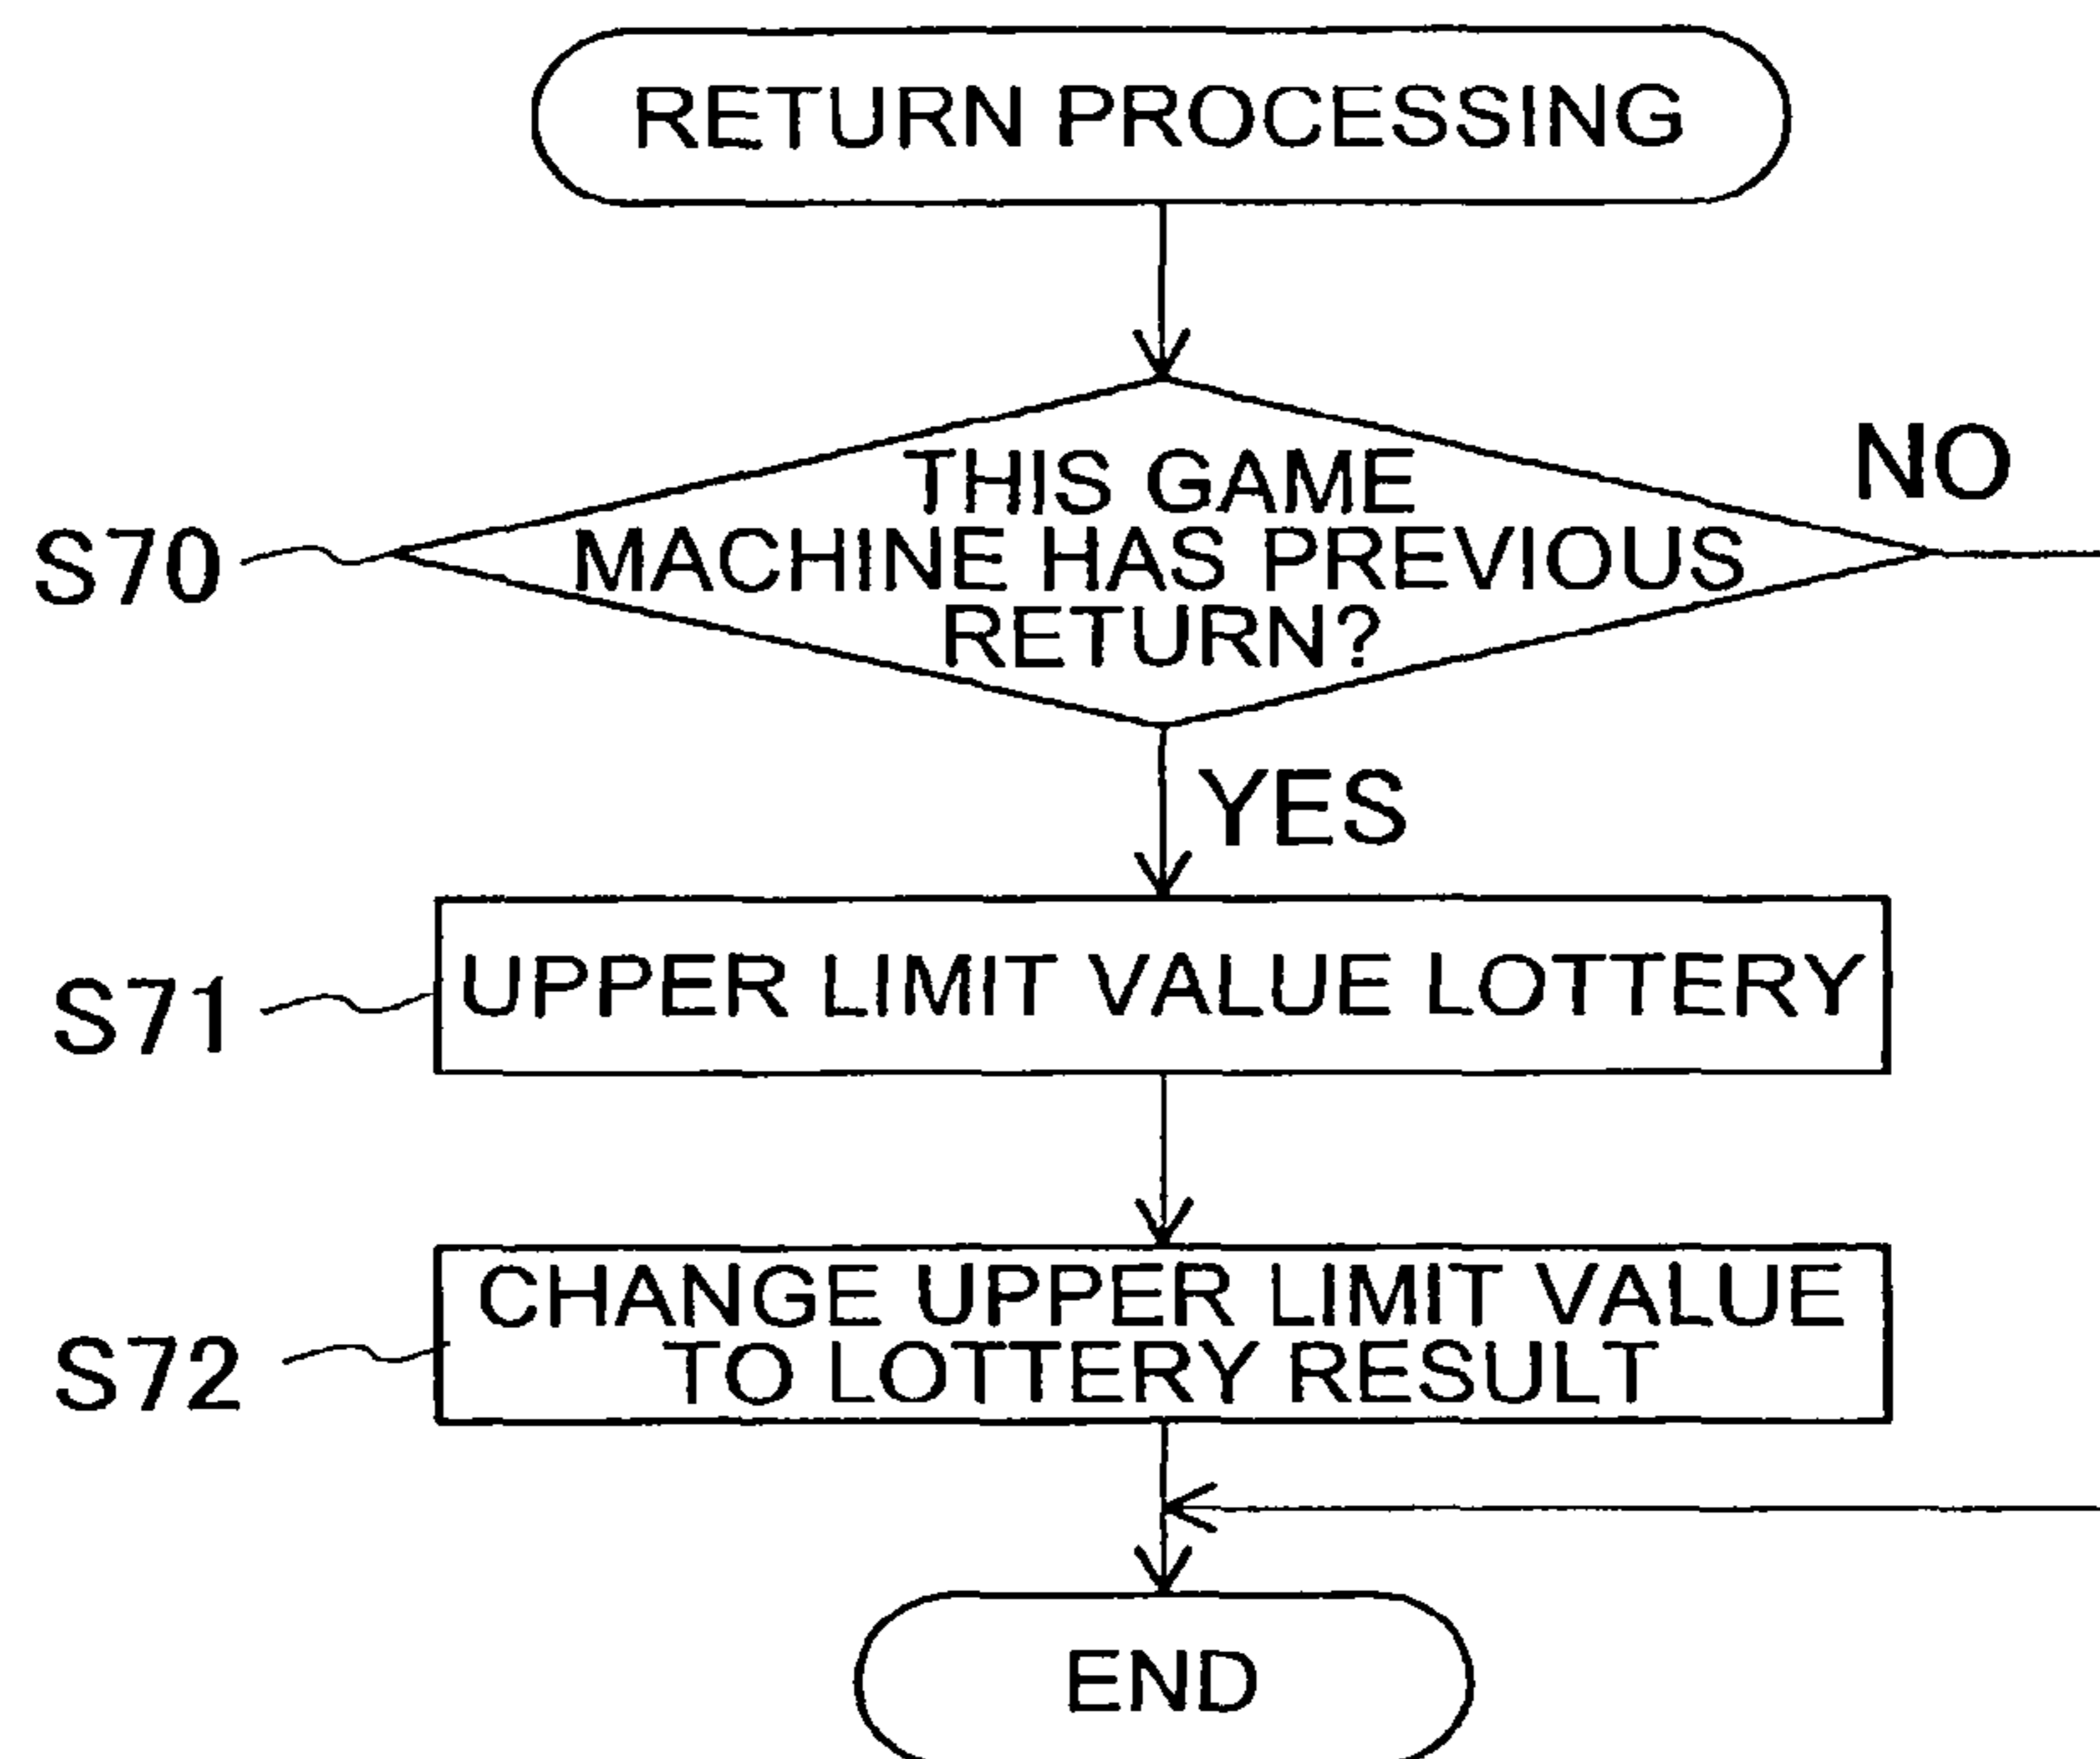 RETURN PROCESSING
THIS GAME
MACHINE HAS PREVIOUS
RETURN?
NO
S70
YES
S71
UPPER LIMIT VALUE LOTTERY
S72
CHANGE UPPER LIMIT VALUE
TO LOTTERY RESULT
END